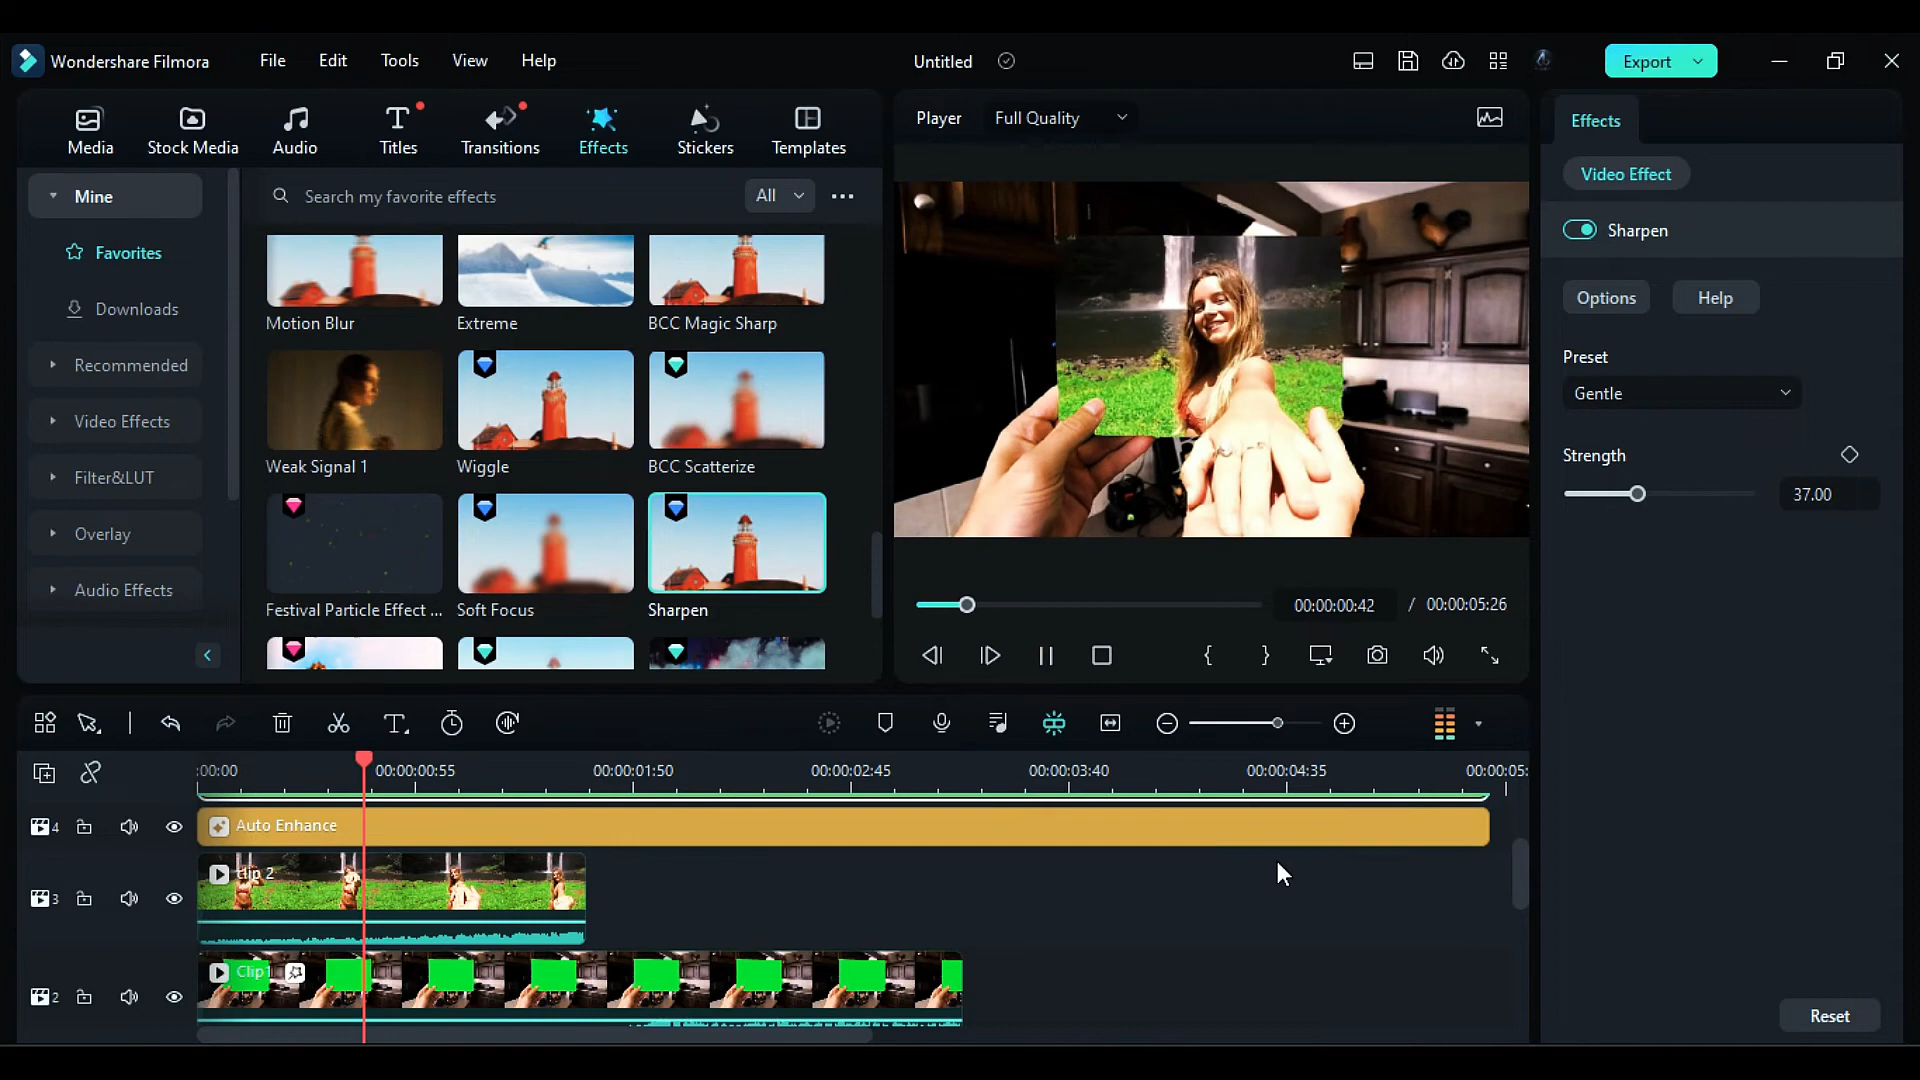 Wondershare Filmora
File
Edit
Tools
View
Help
Untitled
Export
Media
Stock Media
Audio
Titles
Transitions
Effects
Stickers
Templates
Player
Full Quality
Effects
Mine
Search my favorite effects
All
Video Effect
Favorites
Sharpen
Downloads
Options
Help
Motion Blur
Extreme
BCC Magic Sharp
Preset
Recommended
Gentle
Video Effects
Strength
Weak Signal 1
Wiggle
BCC Scatterize
Filter&LUT
37.00
Overlay
Audio Effects
Festival Particle Effect ...
Soft Focus
Sharpen
00:00:00:42
/ 00:00:05:26
:00:00
00:00:00:55
00:00:01:50
00:00:02:45
00:00:03:40
00:00:04:35
00:00:05:
4
Auto Enhance
clip 2
3
Clip1
2
Reset